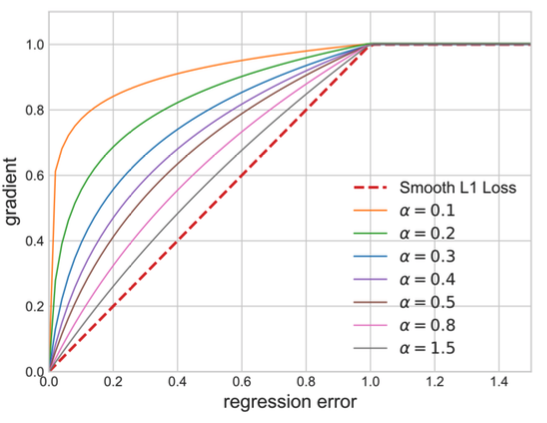 1.0
0.8
0.6
0.4
0.2
0.0
gradient
Smooth L1 Loss
α = 0.1
α = 0.2
α = 0.3
α = 0.4
α = 0.5
α = 0.8
α = 1.5
0.0 0.2 0.4 0.6 0.8 1.0 1.2 1.4
regression error